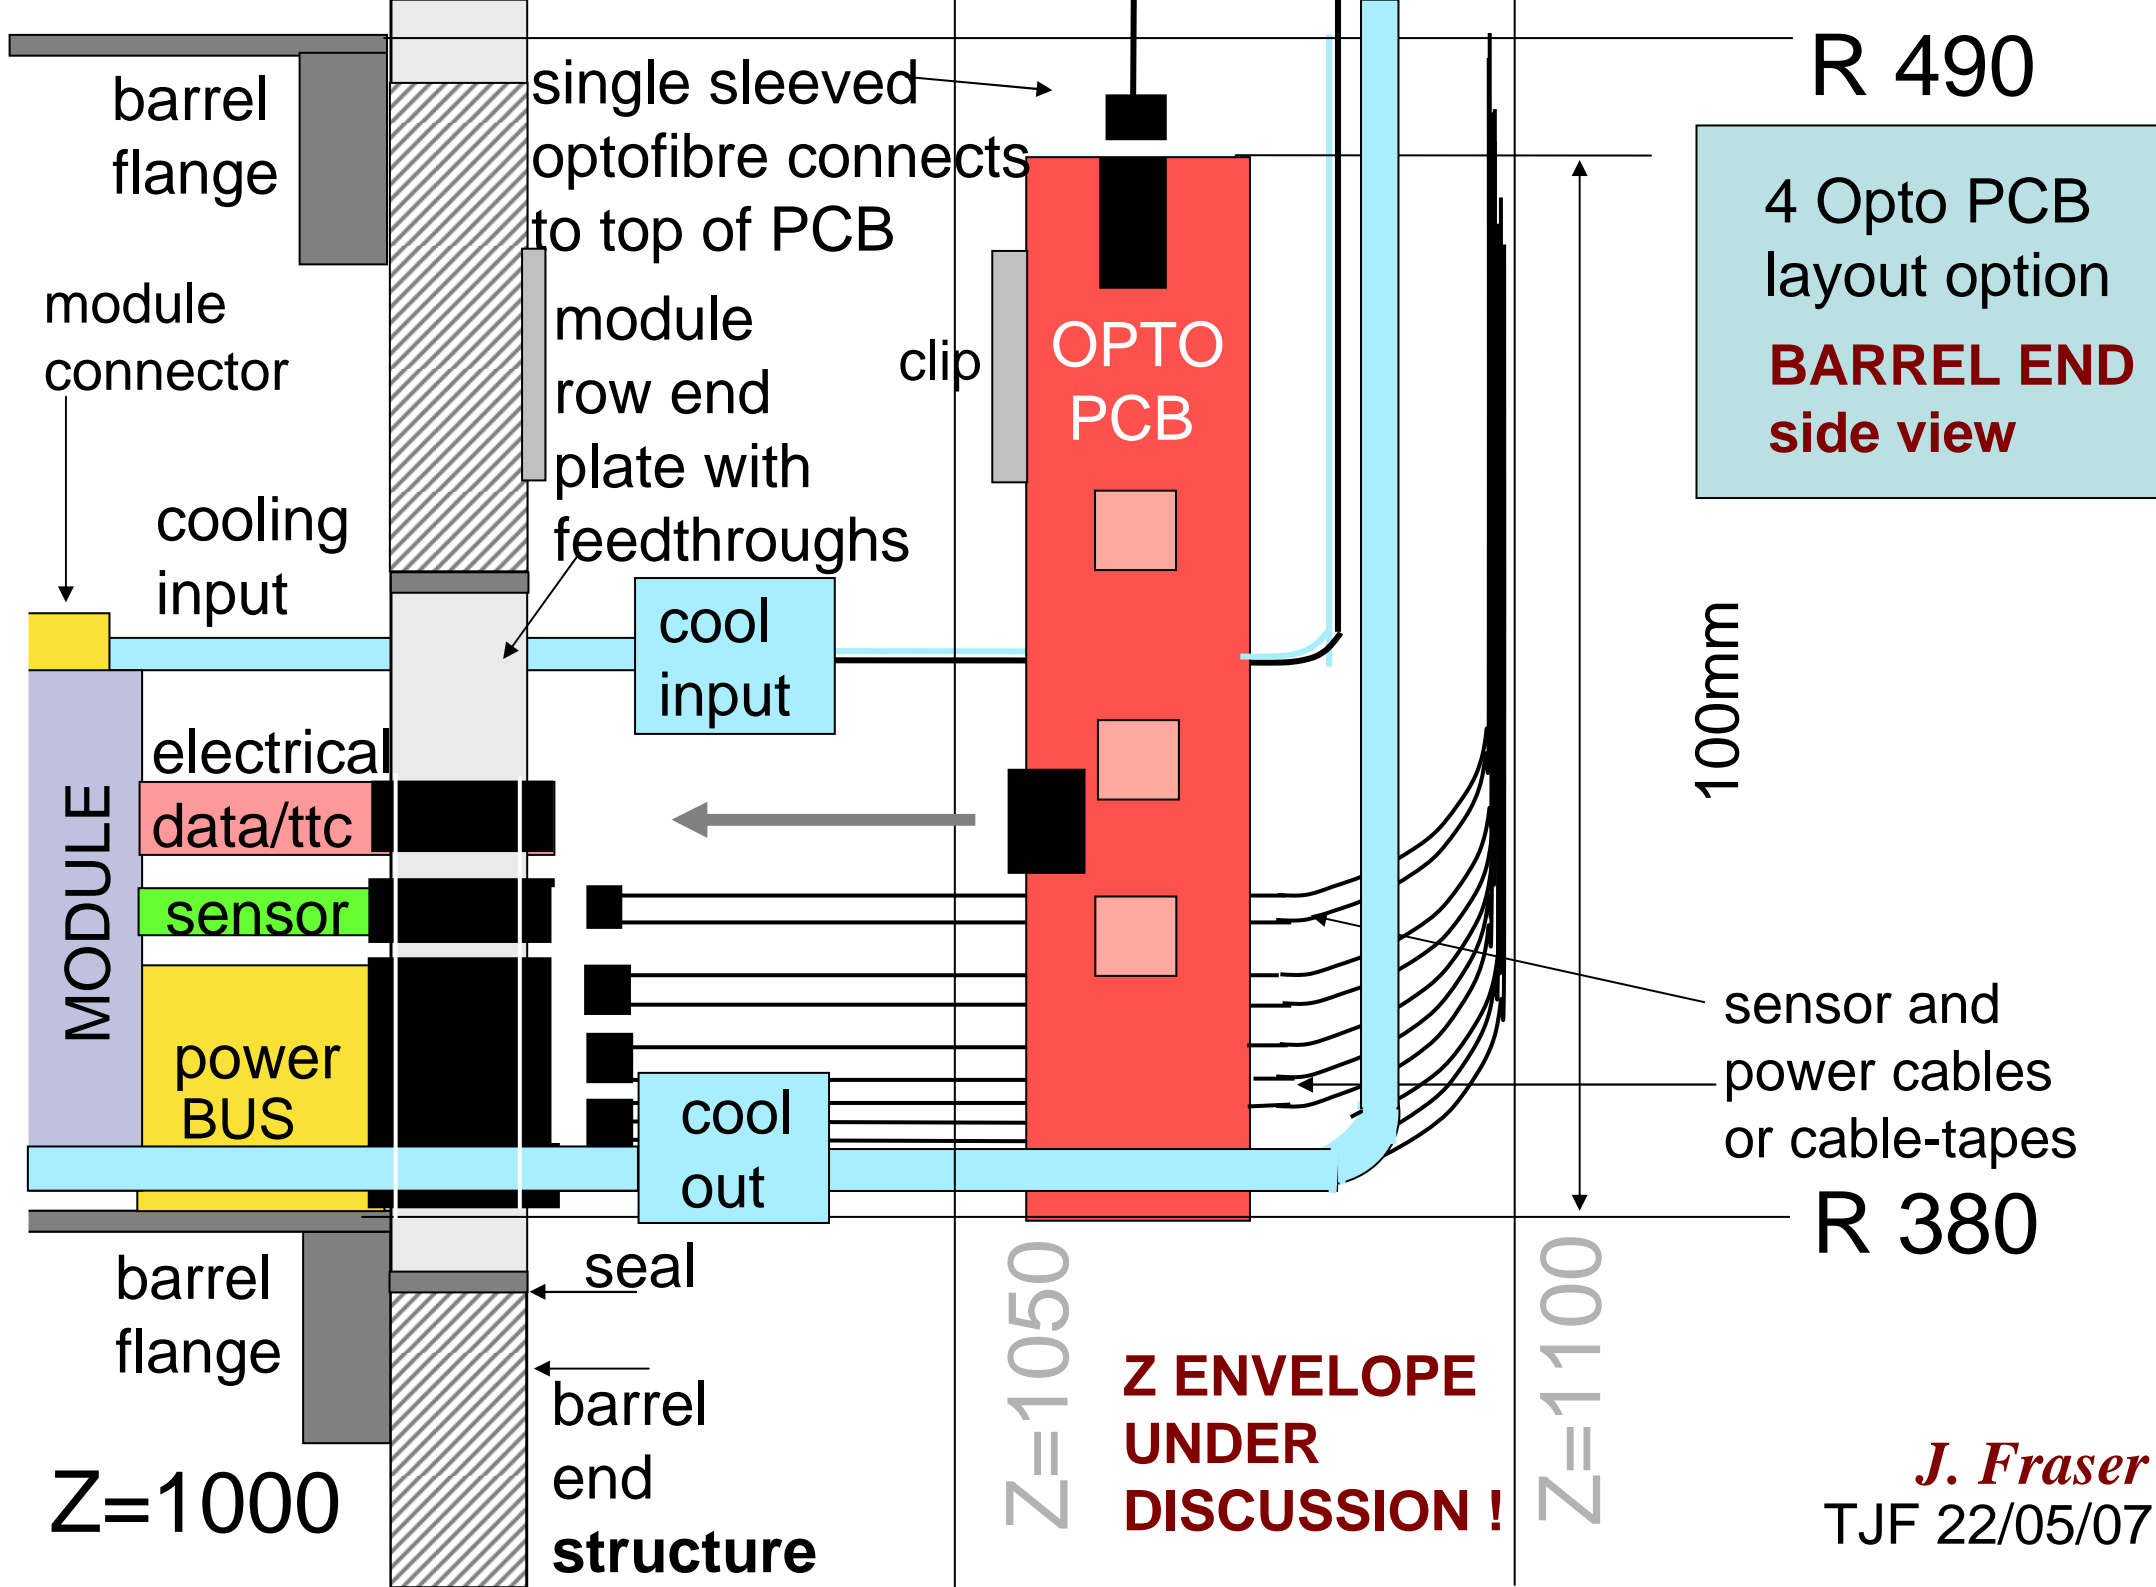 R 490
barrel
flange
single sleeved
optofibre connects
to top of PCB
4 Opto PCB
layout option
BARREL END
side view
module
connector
module
row end
plate with
feedthroughs
clip
OPTO
PCB
cooling
input
cool
input
100mm
MODULE
electrical
data/ttc
sensor
power
BUS
cool
out
sensor and
power cables
or cable-tapes
R 380
barrel
flange
seal
barrel
end
structure
Z=1000
Z=1050
Z ENVELOPE
UNDER
DISCUSSION !
Z=1100
J. Fraser
TJF 22/05/07